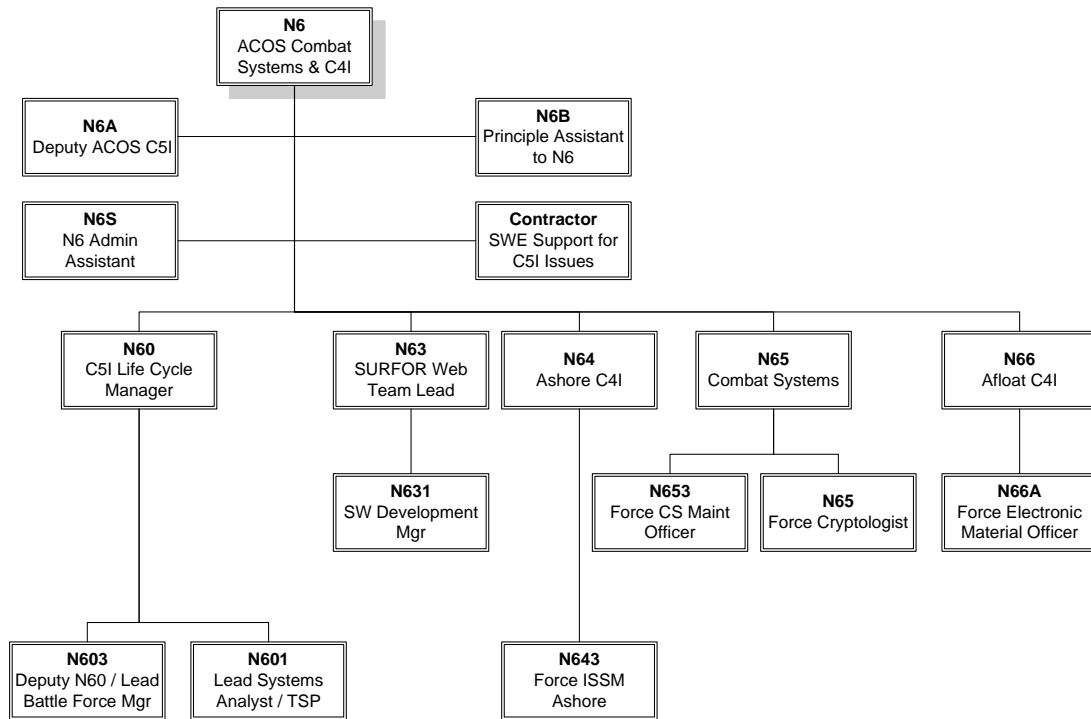 N6
ACOS Combat
Systems & C4I
N6A
Deputy ACOS C5I
N6B
Principle Assistant
to N6
N6S
N6 Admin
Assistant
Contractor
SWE Support for
C5I Issues
N60
C5I Life Cycle
Manager
N63
SURFOR Web
Team Lead
N64
Ashore C4I
N65
Combat Systems
N66
Afloat C4I
N631
SW Development
Mgr
N653
Force CS Maint
Officer
N65
Force Cryptologist
N66A
Force Electronic
Material Officer
N603
Deputy N60 / Lead
Battle Force Mgr
N601
Lead Systems
Analyst / TSP
N643
Force ISSM
Ashore